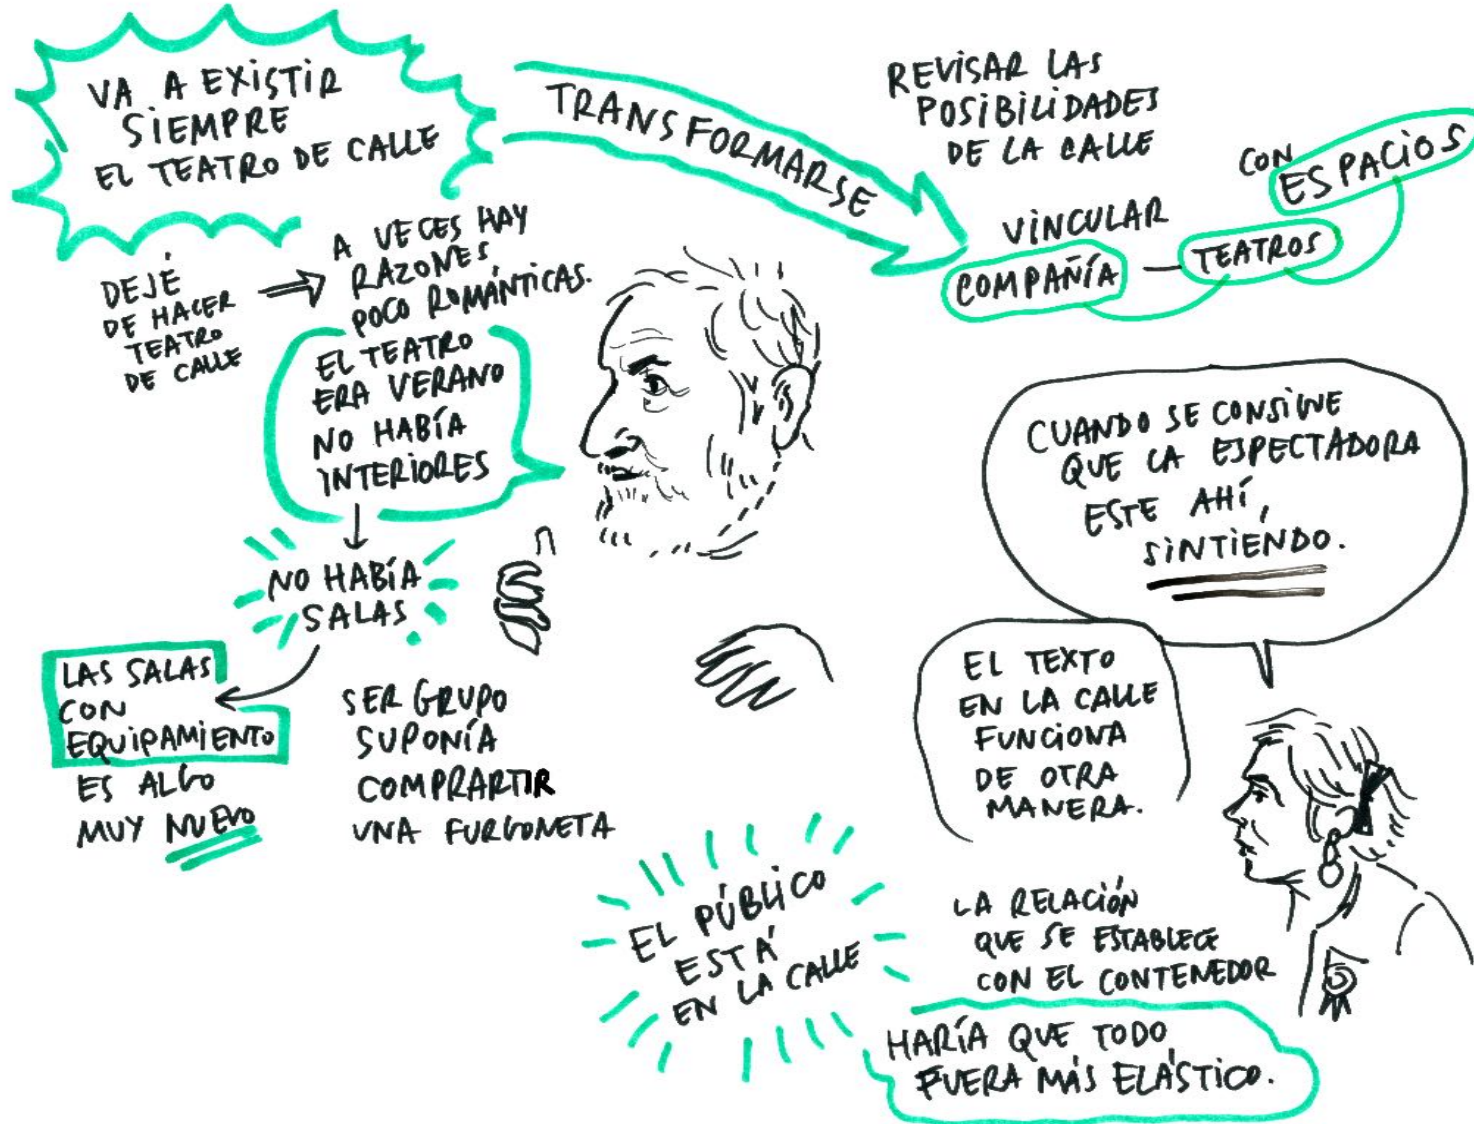 VA A EXISTIR
SIEMPRE
EL TEATRO DE CALLE
TRANSFORMARSE
REVISAR LAS
POSIBILIDADES
DE LA CALLE
VINCULAR
COMPAÑÍA — TEATROS
CON
ESPACIOS
DEJÉ
DE HACER
TEATRO
DE CALLE
A VECES HAY
RAZONES
POCO ROMÁNTICAS.
EL TEATRO
ERA VERANO
NO HABÍA
INTERIORES
NO HABÍA
SALAS
LAS SALAS
CON
EQUIPAMIENTO
ES ALGO
MUY NUEVO
SER GRUPO
SUPONÍA
COMPRARTIR
UNA FURGONETA
CUANDO SE CONSIGUE
QUE LA ESPECTADORA
ESTE AHÍ,
SINTIENDO.
EL TEXTO
EN LA CALLE
FUNCIONA
DE OTRA
MANERA.
EL PÚBLICO
ESTÁ
EN LA CALLE
LA RELACIÓN
QUE SE ESTABLECE
CON EL CONTENEDOR
HARÍA QUE TODO
FUERA MÁS ELÁSTICO.